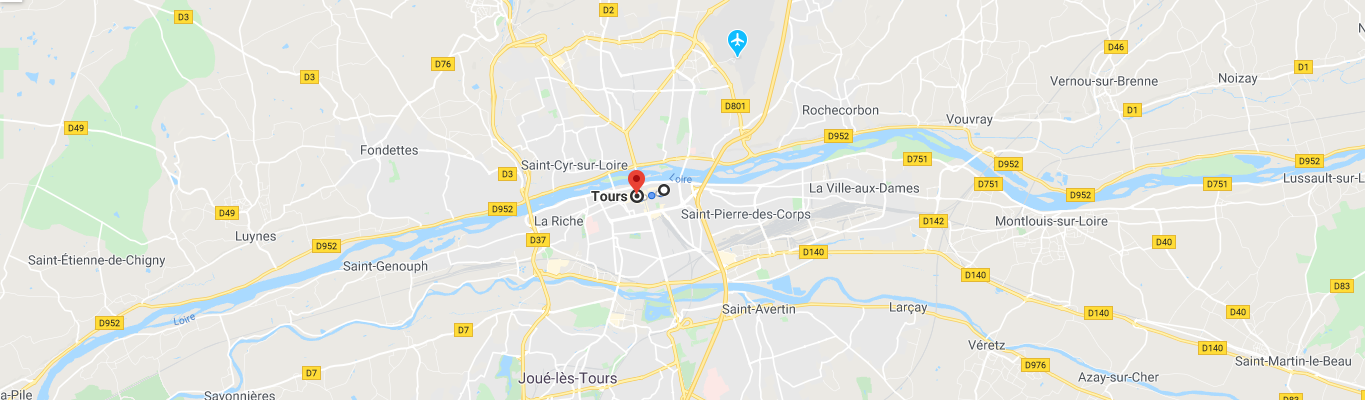 D2
D3
D46
D76
D1
D3
Vernou-sur-Brenne
Noizay
D801
Rochecorbon
D1
Vouvray
D49
D952
Fondettes
Saint-Cyr-sur-Loire
D751
D952
D952
D3
Loire
D751
D751
Lussault-sur-L
La Ville-aux-Dames
Tours
D952
D952
D49
La Riche
Saint-Pierre-des-Corps
D142
Montlouis-sur-Loire
Luynes
D37
D40
D952
Saint-Étienne-de-Chigny
Saint-Genouph
D140
D140
D83
Saint-Avertin
Larçay
D140
D40
Loire
D952
D7
Véretz
D140
D976
Saint-Martin-le-Beau
D7
Joué-lès-Tours
Azay-sur-Cher
a-Pile
Savonnières
D83